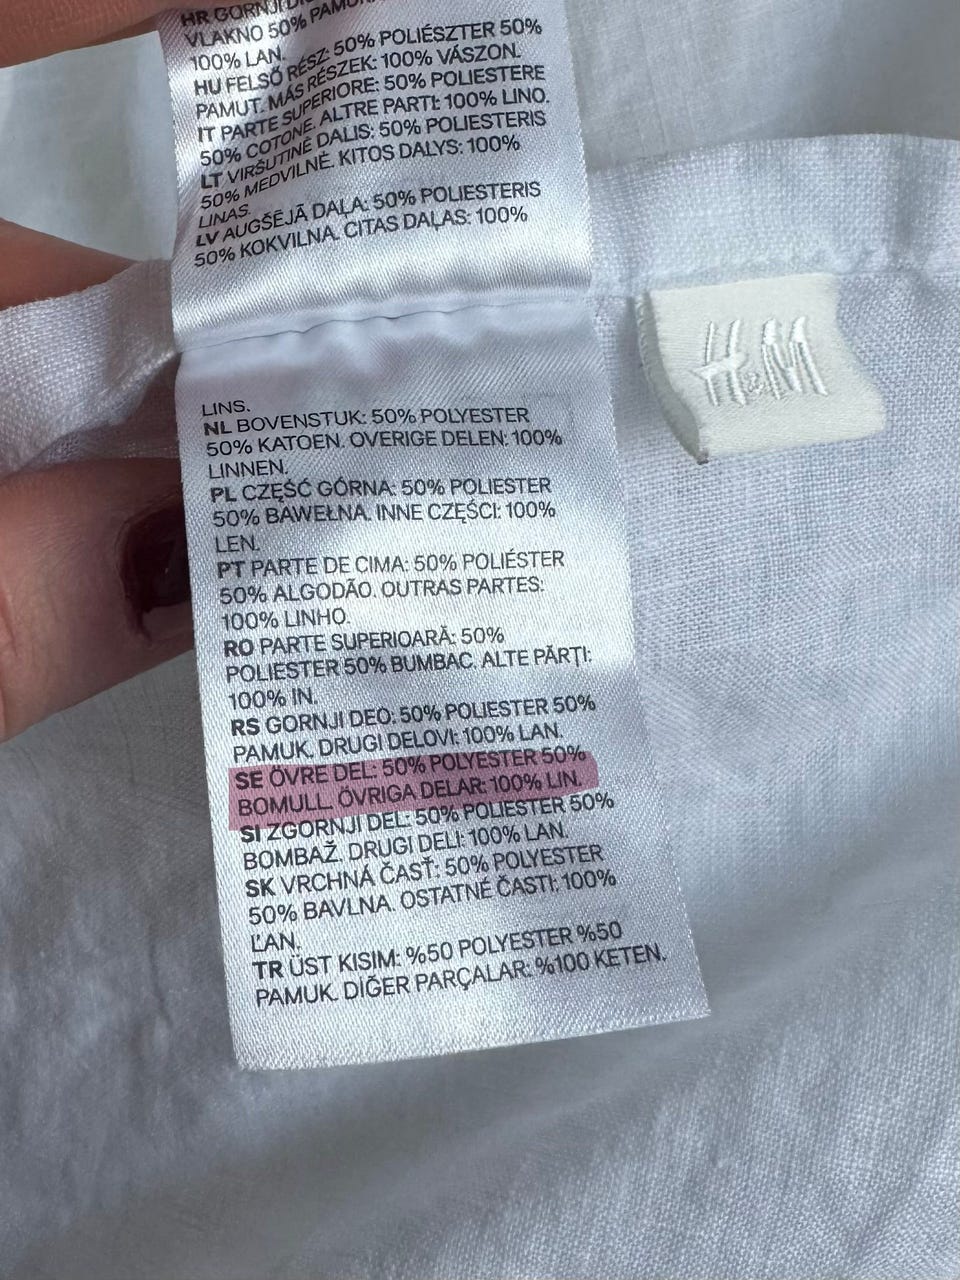 HR GORNJI
VLAKNO 50%
100% LAN.
HU FELSŐ RÉSZ: 50% POLIÉSZTER 50%
PAMUT. MÁS RÉSZEK: 100% VÁSZON.
IT PARTE SUPERIORE: 50% POLIESTERE
50% COTONE. ALTRE PARTI: 100% LINO.
LT VIRŠUTINĖ DALIS: 50% POLIESTERIS
50% MEDVILNĖ. KITOS DALYS: 100%
LINAS.
LV AUGŠĒJĀ DAĻA: 50% POLIESTERIS
50% KOKVILNA. CITAS DAĻAS: 100%
H&M
LINS.
NL BOVENSTUK: 50% POLYESTER
50% KATOEN. OVERIGE DELEN: 100%
LINNEN.
PL CZĘŚĆ GÓRNA: 50% POLIESTER
50% BAWEŁNA. INNE CZĘŚCI: 100%
LEN.
PT PARTE DE CIMA: 50% POLIÉSTER
50% ALGODÃO. OUTRAS PARTES:
100% LINHO.
RO PARTE SUPERIOARĂ: 50%
POLIESTER 50% BUMBAC. ALTE PĂRŢI:
100% IN.
RS GORNJI DEO: 50% POLIESTER 50%
PAMUK. DRUGI DELOVI: 100% LAN.
SE ÖVRE DEL: 50% POLYESTER 50%
BOMULL. ÖVRIGA DELAR: 100% LIN.
SI ZGORNJI DEL: 50% POLIESTER 50%
BOMBAŽ. DRUGI DELI: 100% LAN.
SK VRCHNÁ ČASŤ: 50% POLYESTER
50% BAVLNA. OSTATNÉ ČASTI: 100%
ĽAN.
TR ÜST KISIM: %50 POLYESTER %50
PAMUK. DİĞER PARÇALAR: %100 KETEN.